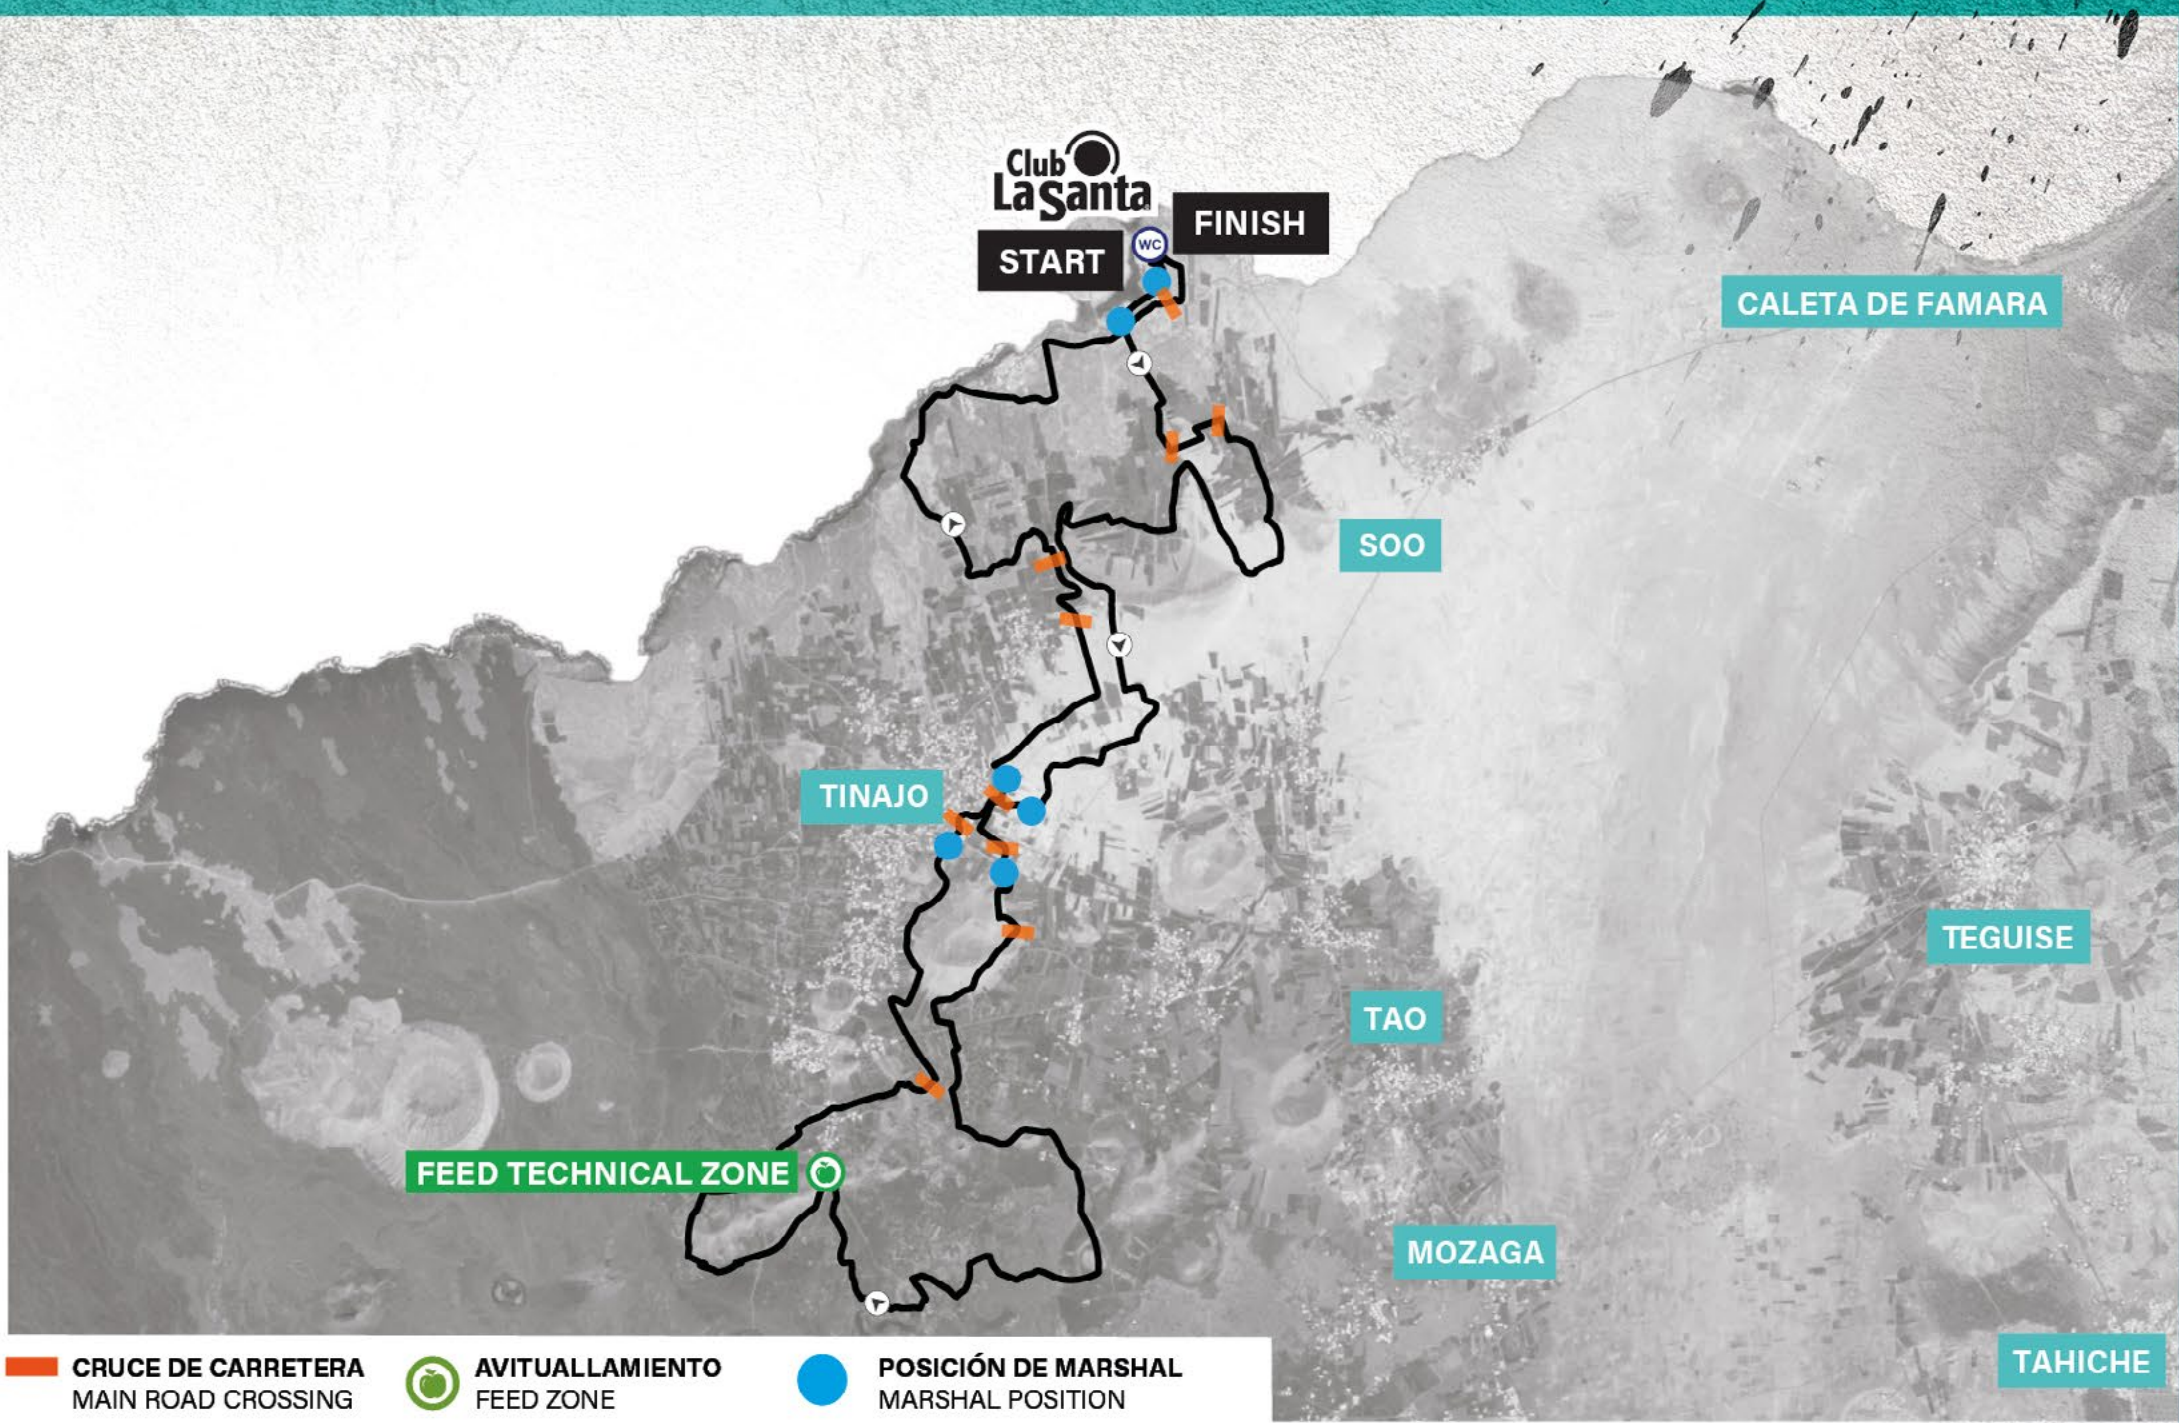 Club
La Santa
FINISH
WC
START
CALETA DE FAMARA
SOO
TINAJO
TEGUISE
TAO
FEED TECHNICAL ZONE
MOZAGA
TAHICHE
CRUCE DE CARRETERA
MAIN ROAD CROSSING
AVITUALLAMIENTO
FEED ZONE
POSICIÓN DE MARSHAL
MARSHAL POSITION